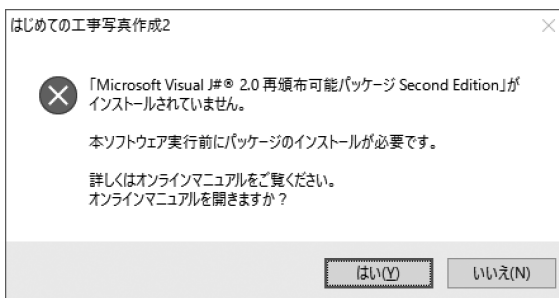 はじめての工事写真作成2
「Microsoft Visual J#® 2.0 再頒布可能パッケージ Second Edition」が
インストールされていません。
本ソフトウェア実行前にパッケージのインストールが必要です。
詳しくはオンラインマニュアルをご覧ください。
オンラインマニュアルを開きますか？
はい(Y)
いいえ(N)